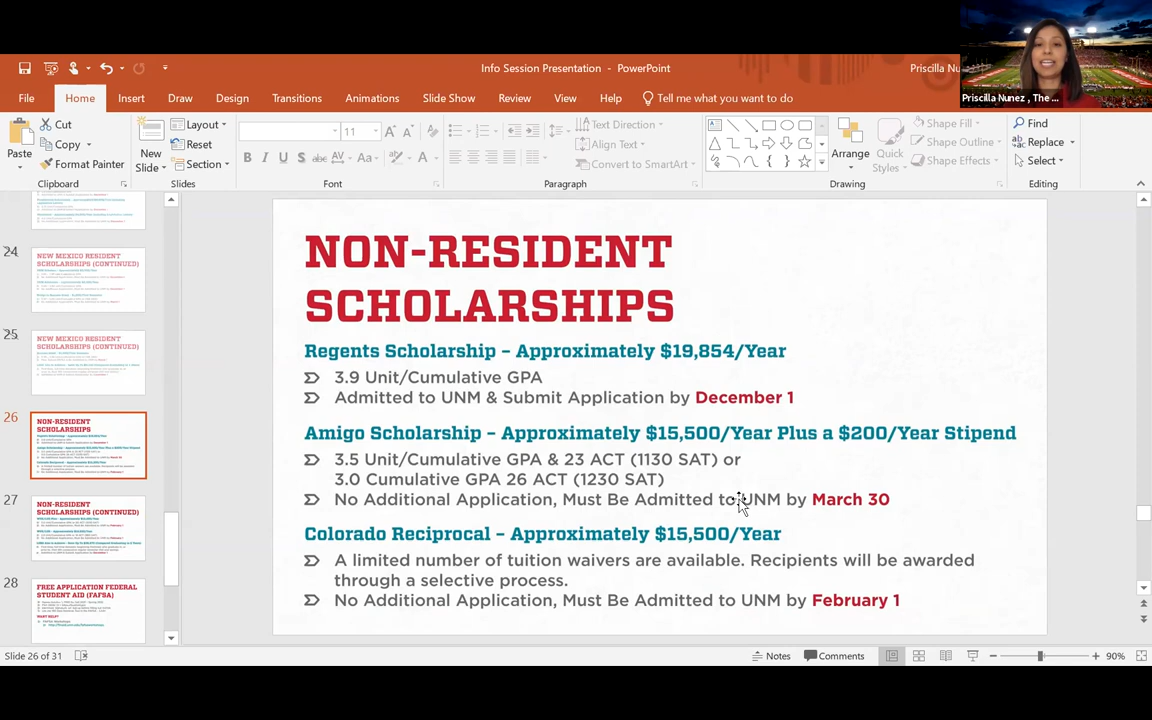 Info Session Presentation - PowerPoint
Priscilla Nu
Priscilla Nunez , The ...
File Home Insert Draw Design Transitions Animations Slide Show Review View Help Tell me what you want to do
Paste
Cut
Copy
Format Painter
Clipboard
New
Slide
Layout
Reset
Section
Slides
11
Font
Text Direction
Align Text
Convert to SmartArt
Paragraph
Arrange
Quick
Styles
Shape Fill
Shape Outline
Shape Effects
Drawing
Find
Replace
Select
Editing
24
NEW MEXICO RESIDENT
SCHOLARSHIPS (CONTINUED)
25
NEW MEXICO RESIDENT
SCHOLARSHIPS (CONTINUED)
26
NON-RESIDENT
SCHOLARSHIPS
27
NON-RESIDENT
SCHOLARSHIPS (CONTINUED)
28
FREE APPLICATION FEDERAL
STUDENT AID (FAFSA)
NON-RESIDENT
SCHOLARSHIPS
Regents Scholarship – Approximately $19,854/Year
3.9 Unit/Cumulative GPA
Admitted to UNM & Submit Application by December 1
Amigo Scholarship – Approximately $15,500/Year Plus a $200/Year Stipend
3.5 Unit/Cumulative GPA & 23 ACT (1130 SAT) or
3.0 Cumulative GPA 26 ACT (1230 SAT)
No Additional Application, Must Be Admitted to UNM by March 30
Colorado Reciprocal – Approximately $15,500/Year
A limited number of tuition waivers are available. Recipients will be awarded
through a selective process.
No Additional Application, Must Be Admitted to UNM by February 1
Slide 26 of 31
Notes
Comments
90%